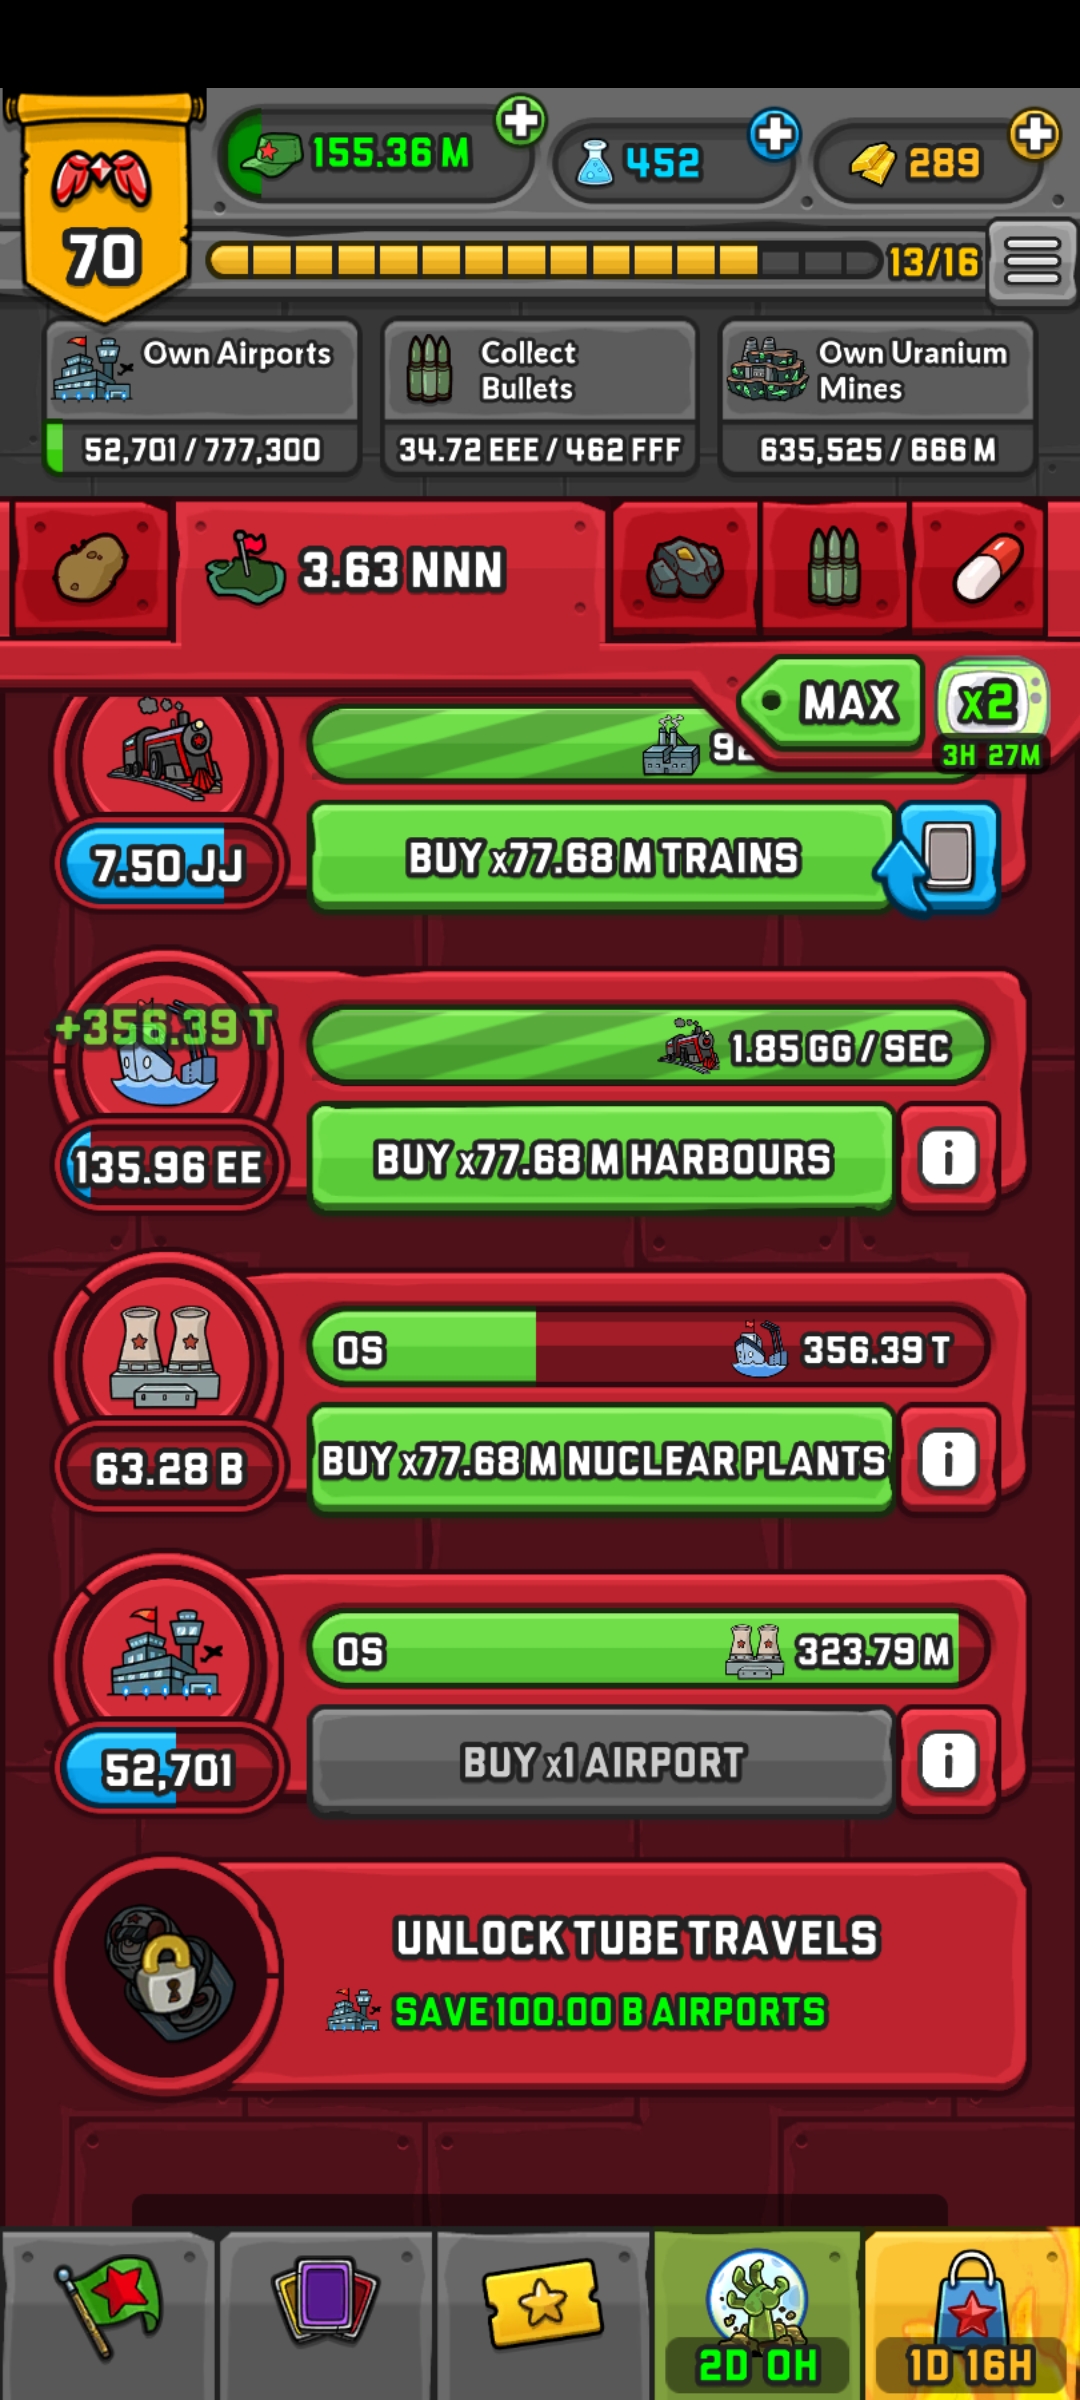 155.36 M
452
289
70
13/16
Own Airports
52,701 / 777,300
Collect
Bullets
34.72 EEE / 462 FFF
Own Uranium
Mines
635,525 / 666 M
3.63 NNN
MAX
x2
3H 27M
7.50 JJ
BUY x77.68 M TRAINS
+356.39 T
1.85 GG / SEC
135.96 EE
BUY x77.68 M HARBOURS
i
0S
356.39 T
63.28 B
BUY x77.68 M NUCLEAR PLANTS
i
0S
323.79 M
52,701
BUY x1 AIRPORT
i
UNLOCK TUBE TRAVELS
SAVE 100.00 B AIRPORTS
2D 0H
1D 16H